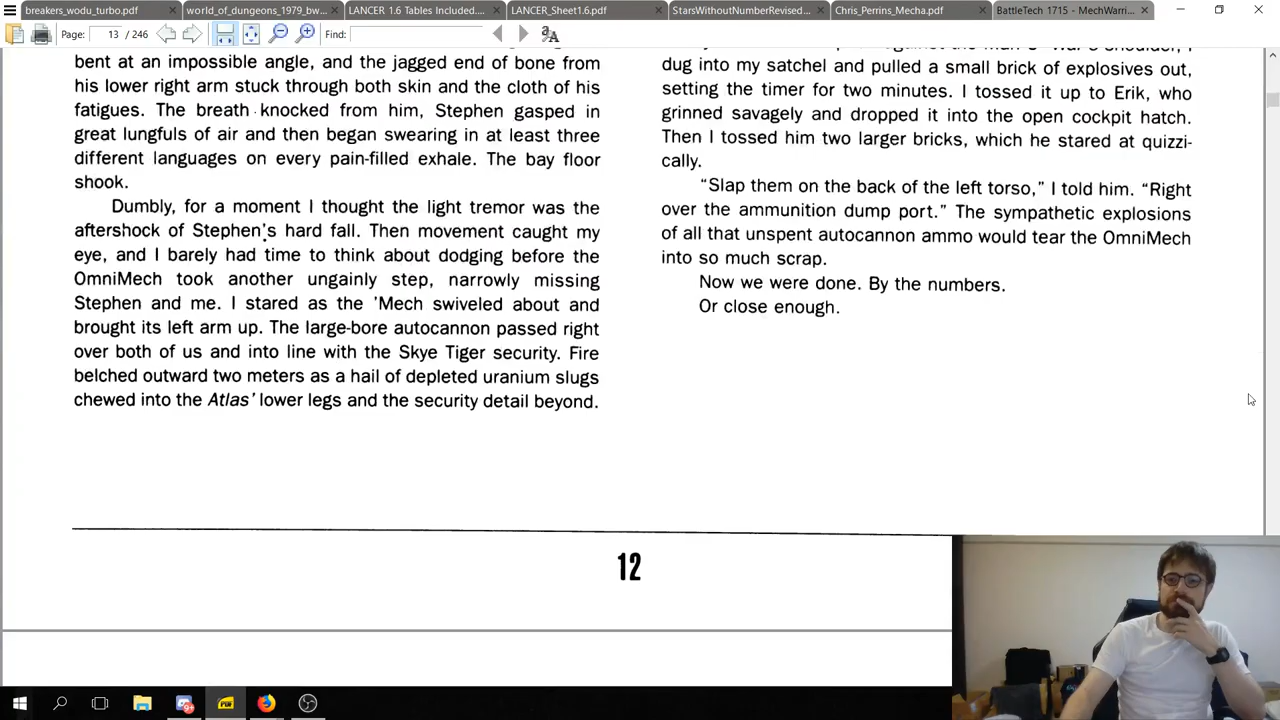 breakers_wodu_turbo.pdf
world_of_dungeons_1979_bw...
LANCER 1.6 Tables Included....
LANCER_Sheet1.6.pdf
StarsWithoutNumberRevised...
Chris_Perrins_Mecha.pdf
BattleTech 1715 - MechWarri...
Page: 13 / 246
Find:
bent at an impossible angle, and the jagged end of bone from
his lower right arm stuck through both skin and the cloth of his
fatigues. The breath knocked from him, Stephen gasped in
great lungfuls of air and then began swearing in at least three
different languages on every pain-filled exhale. The bay floor
shook.
Dumbly, for a moment I thought the light tremor was the
aftershock of Stephen's hard fall. Then movement caught my
eye, and I barely had time to think about dodging before the
OmniMech took another ungainly step, narrowly missing
Stephen and me. I stared as the 'Mech swiveled about and
brought its left arm up. The large-bore autocannon passed right
over both of us and into line with the Skye Tiger security. Fire
belched outward two meters as a hail of depleted uranium slugs
chewed into the Atlas' lower legs and the security detail beyond.
dug into my satchel and pulled a small brick of explosives out,
setting the timer for two minutes. I tossed it up to Erik, who
grinned savagely and dropped it into the open cockpit hatch.
Then I tossed him two larger bricks, which he stared at quizzi-
cally.
"Slap them on the back of the left torso," I told him. "Right
over the ammunition dump port." The sympathetic explosions
of all that unspent autocannon ammo would tear the OmniMech
into so much scrap.
Now we were done. By the numbers.
Or close enough.
12